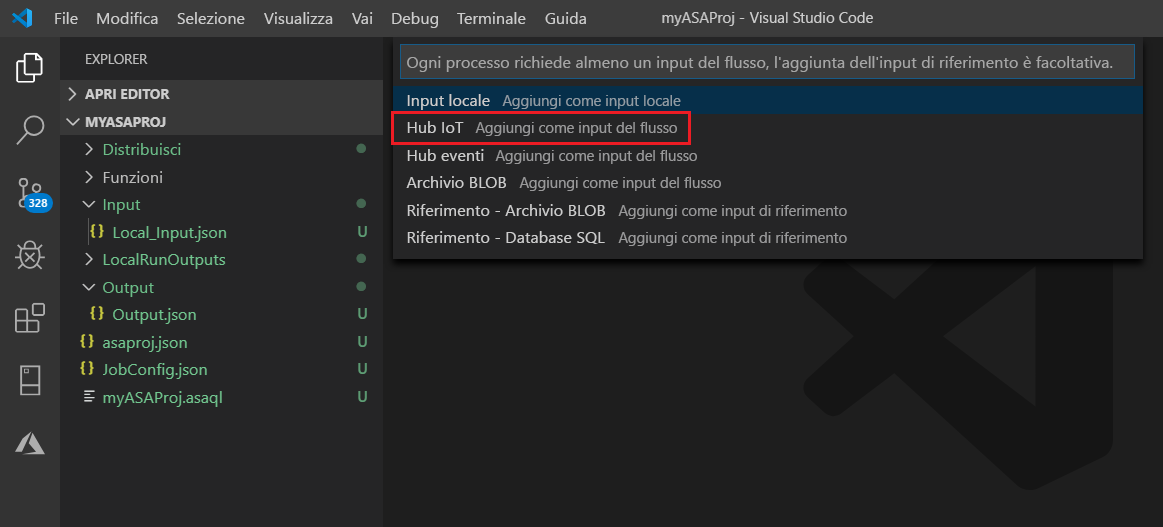 File Modifica Selezione Visualizza Vai Debug Terminale Guida myASAProj - Visual Studio Code
EXPLORER
APRI EDITOR
MYASAPROJ
Distribuisci
Funzioni
Input
{} Local_Input.json U
LocalRunOutputs
Output
{} Output.json U
{} asaproj.json U
{} JobConfig.json U
myASAProj.asaql U
328
Ogni processo richiede almeno un input del flusso, l'aggiunta dell'input di riferimento è facoltativa.
Input locale Aggiungi come input locale
Hub IoT Aggiungi come input del flusso
Hub eventi Aggiungi come input del flusso
Archivio BLOB Aggiungi come input del flusso
Riferimento - Archivio BLOB Aggiungi come input di riferimento
Riferimento - Database SQL Aggiungi come input di riferimento